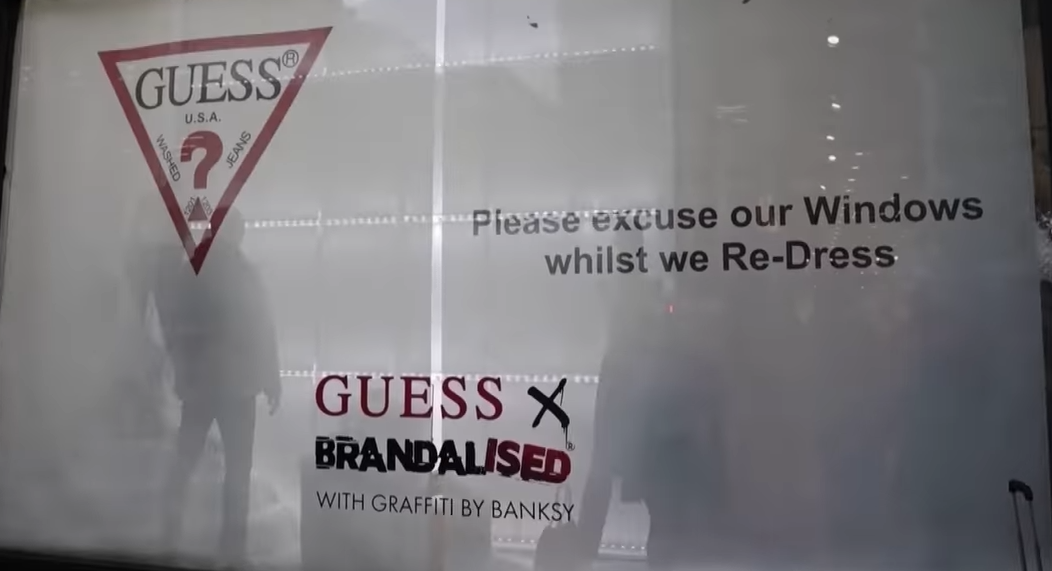 GUESS®
U.S.A.
WASHED
?
JEANS
Please excuse our Windows
whilst we Re-Dress
GUESS X
BRANDALISED®
WITH GRAFFITI BY BANKSY